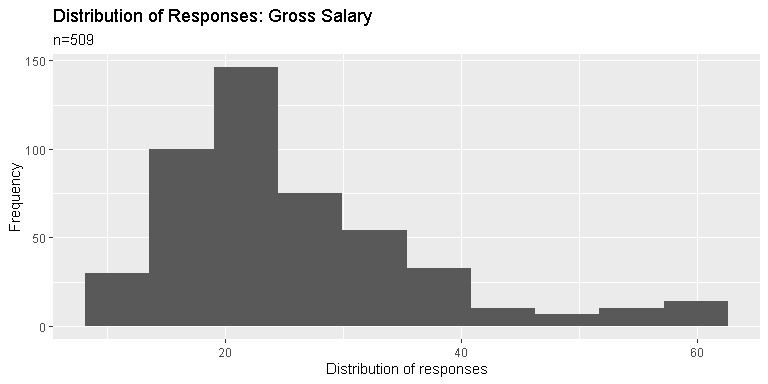 Distribution of Responses: Gross Salary
n=509
150
100
50
0
Frequency
20 40 60
Distribution of responses